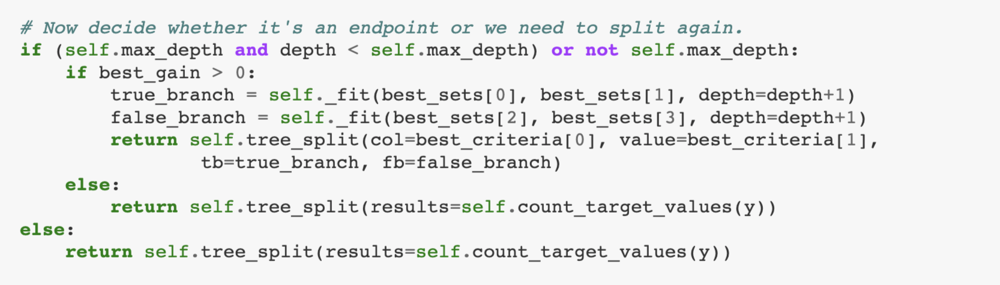 # Now decide whether it's an endpoint or we need to split again.
if (self.max_depth and depth < self.max_depth) or not self.max_depth:
    if best_gain > 0:
        true_branch = self._fit(best_sets[0], best_sets[1], depth=depth+1)
        false_branch = self._fit(best_sets[2], best_sets[3], depth=depth+1)
        return self.tree_split(col=best_criteria[0], value=best_criteria[1],
                tb=true_branch, fb=false_branch)
    else:
        return self.tree_split(results=self.count_target_values(y))
else:
    return self.tree_split(results=self.count_target_values(y))